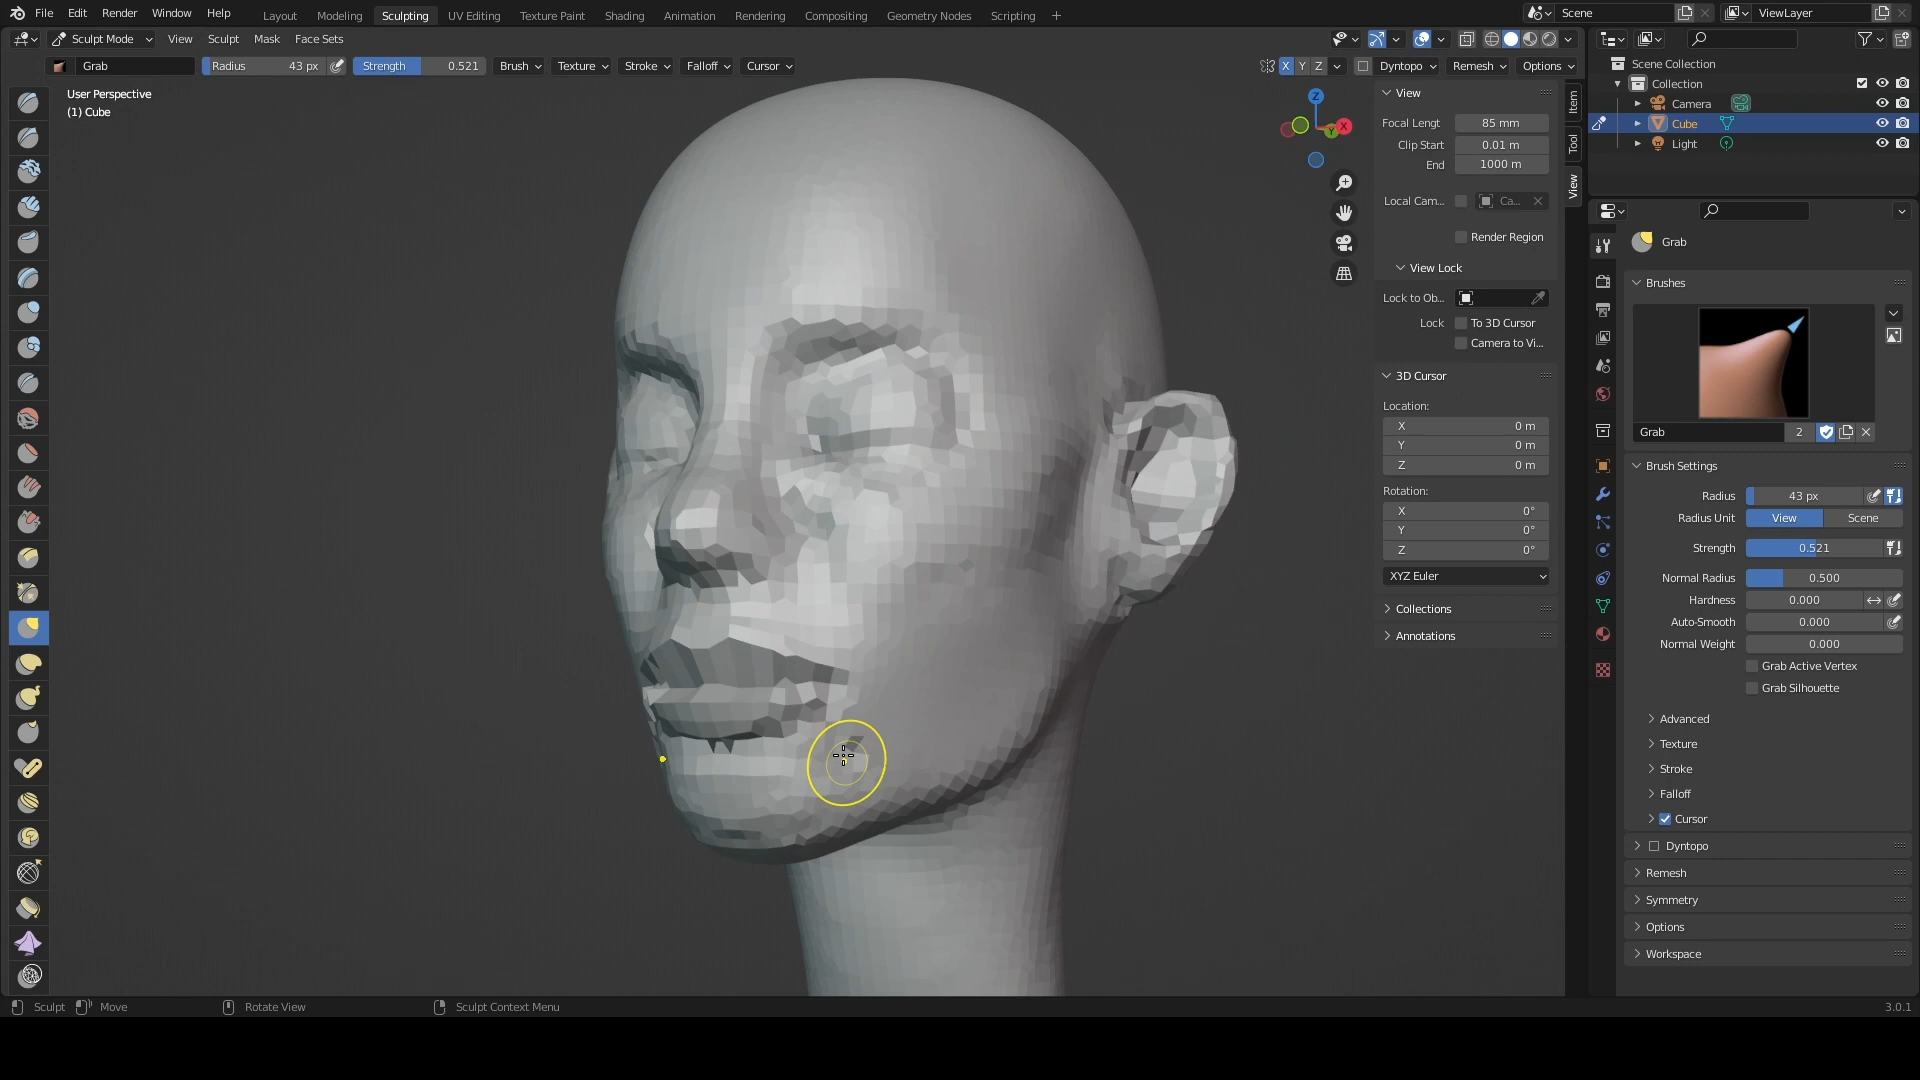 File Edit Render Window Help Layout Modeling Sculpting UV Editing Texture Paint Shading Animation Rendering Compositing Geometry Nodes Scripting + Scene ViewLayer
Sculpt Mode View Sculpt Mask Face Sets
Grab Radius 43 px Strength 0.521 Brush Texture Stroke Falloff Cursor X Y Z Dyntopo Remesh Options
User Perspective
(1) Cube
Z
X
Y
View
Focal Lengt 85 mm
Clip Start 0.01 m
End 1000 m
Local Cam... Ca...
Render Region
View Lock
Lock to Ob...
Lock To 3D Cursor
Camera to Vi...
3D Cursor
Location:
X 0 m
Y 0 m
Z 0 m
Rotation:
X 0°
Y 0°
Z 0°
XYZ Euler
Collections
Annotations
Item
Tool
View
Scene Collection
Collection
Camera
Cube
Light
Grab
Brushes
Grab 2
Brush Settings
Radius 43 px
Radius Unit View Scene
Strength 0.521
Normal Radius 0.500
Hardness 0.000
Auto-Smooth 0.000
Normal Weight 0.000
Grab Active Vertex
Grab Silhouette
Advanced
Texture
Stroke
Falloff
Cursor
Dyntopo
Remesh
Symmetry
Options
Workspace
Sculpt Move Rotate View Sculpt Context Menu 3.0.1